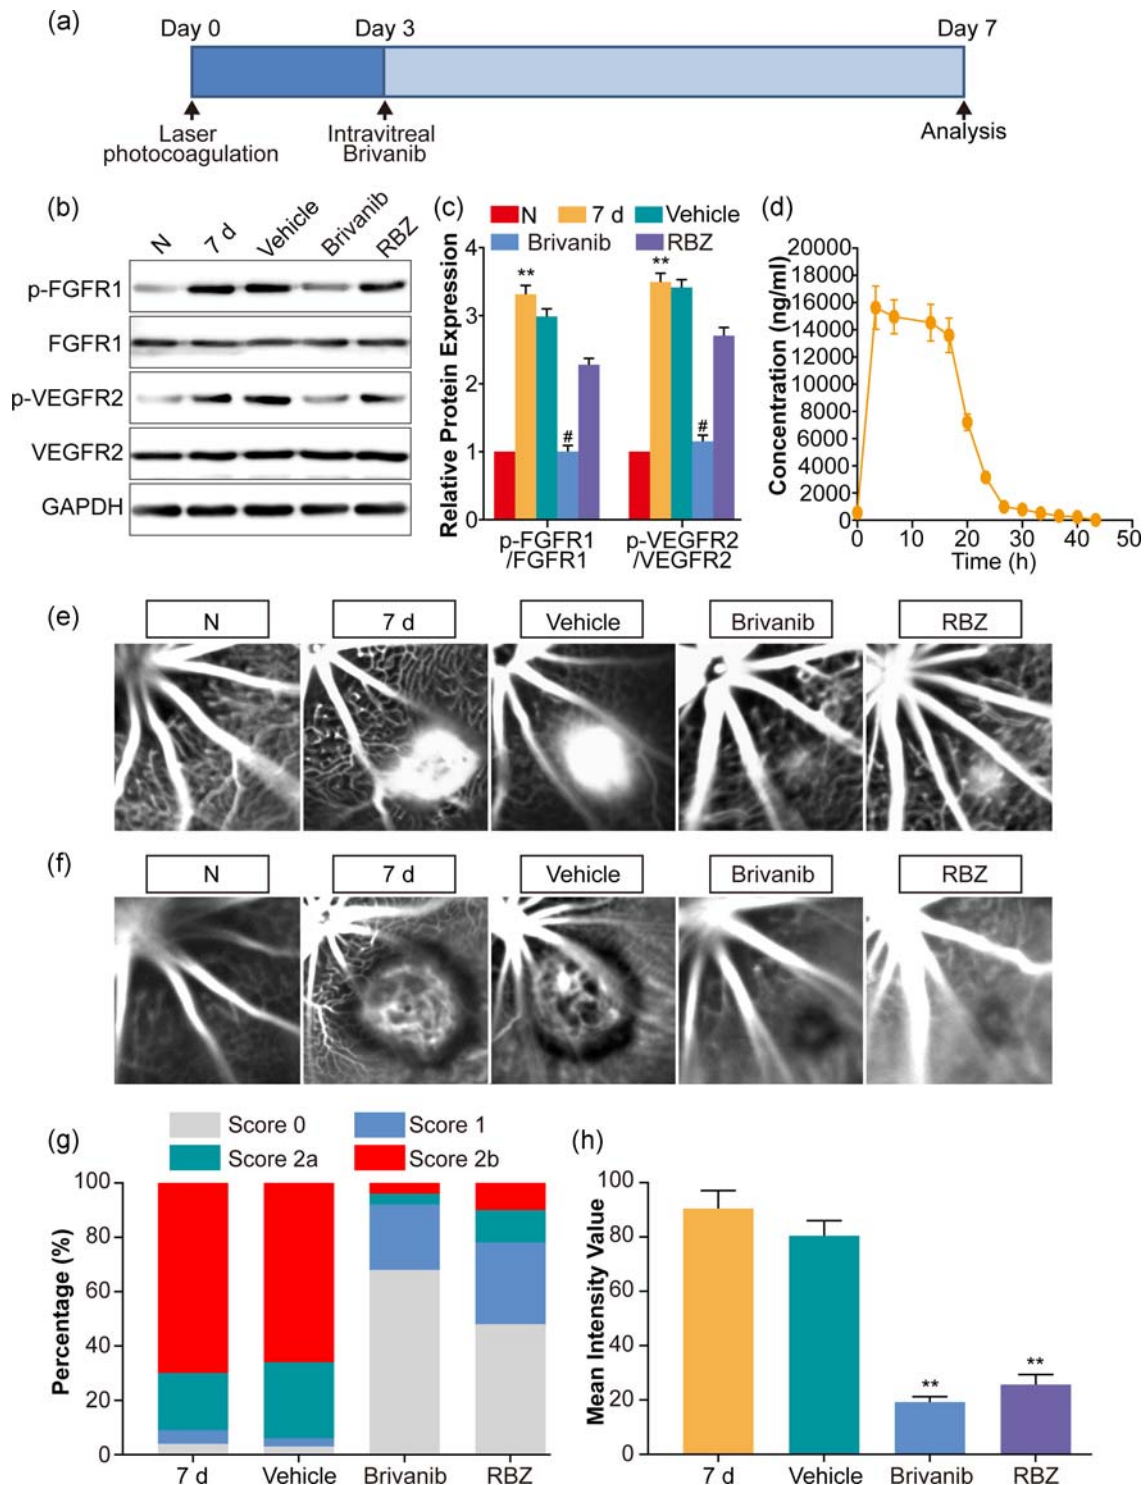 (a)
Day 0 Day 3 Day 7
Laser
photocoagulation
Intravitreal
Brivanib
Analysis
(b)
N 7 d Vehicle Brivanib RBZ
p-FGFR1
FGFR1
p-VEGFR2
VEGFR2
GAPDH
(c)
N 7 d Vehicle
Brivanib RBZ
Relative Protein Expression
4
3
2
1
0
** # ** #
p-FGFR1
/FGFR1
p-VEGFR2
/VEGFR2
(d)
Concentration (ng/ml)
20000
18000
16000
14000
12000
10000
8000
6000
4000
2000
0
0 10 20 30 40 50
Time (h)
(e)
N 7 d Vehicle Brivanib RBZ
(f)
N 7 d Vehicle Brivanib RBZ
(g)
Score 0 Score 1
Score 2a Score 2b
Percentage (%)
100
80
60
40
20
0
7 d Vehicle Brivanib RBZ
(h)
Mean Intensity Value
100
80
60
40
20
0
** **
7 d Vehicle Brivanib RBZ